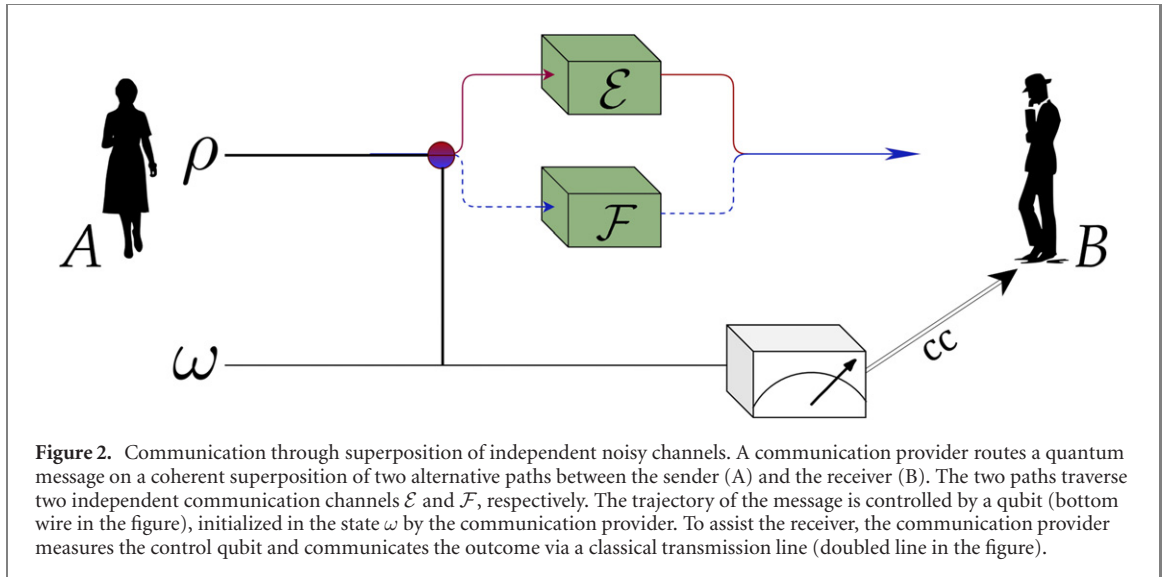 ℰ
ρ
ℱ
A
B
ω
cc
Figure 2. Communication through superposition of independent noisy channels. A communication provider routes a quantum
message on a coherent superposition of two alternative paths between the sender (A) and the receiver (B). The two paths traverse
two independent communication channels ℰ and ℱ, respectively. The trajectory of the message is controlled by a qubit (bottom
wire in the figure), initialized in the state ω by the communication provider. To assist the receiver, the communication provider
measures the control qubit and communicates the outcome via a classical transmission line (doubled line in the figure).